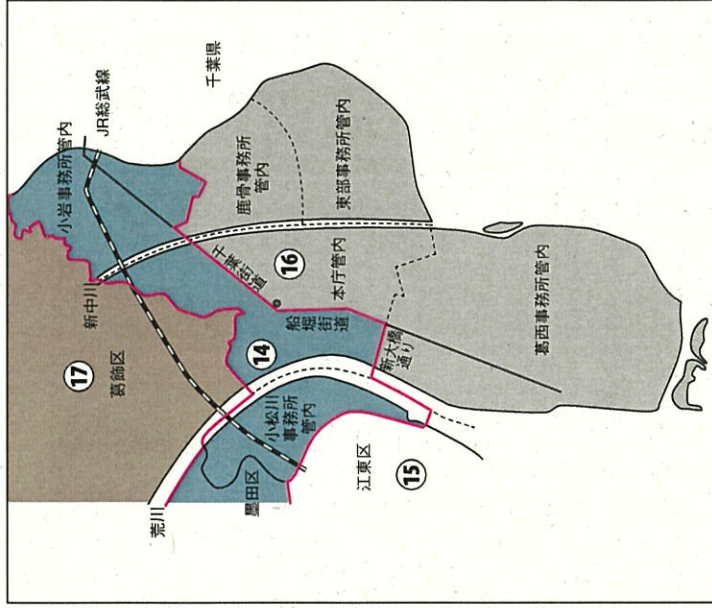 千葉県
JR総武線
小岩事務所管内
鹿骨事務所
管内
東部事務所管内
新中川
千葉街道
16
本庁管内
17
葛飾区
船堀
街道
14
新大橋
通り
葛西事務所管内
小松川
事務所
管内
荒川
墨田区
江東区
15